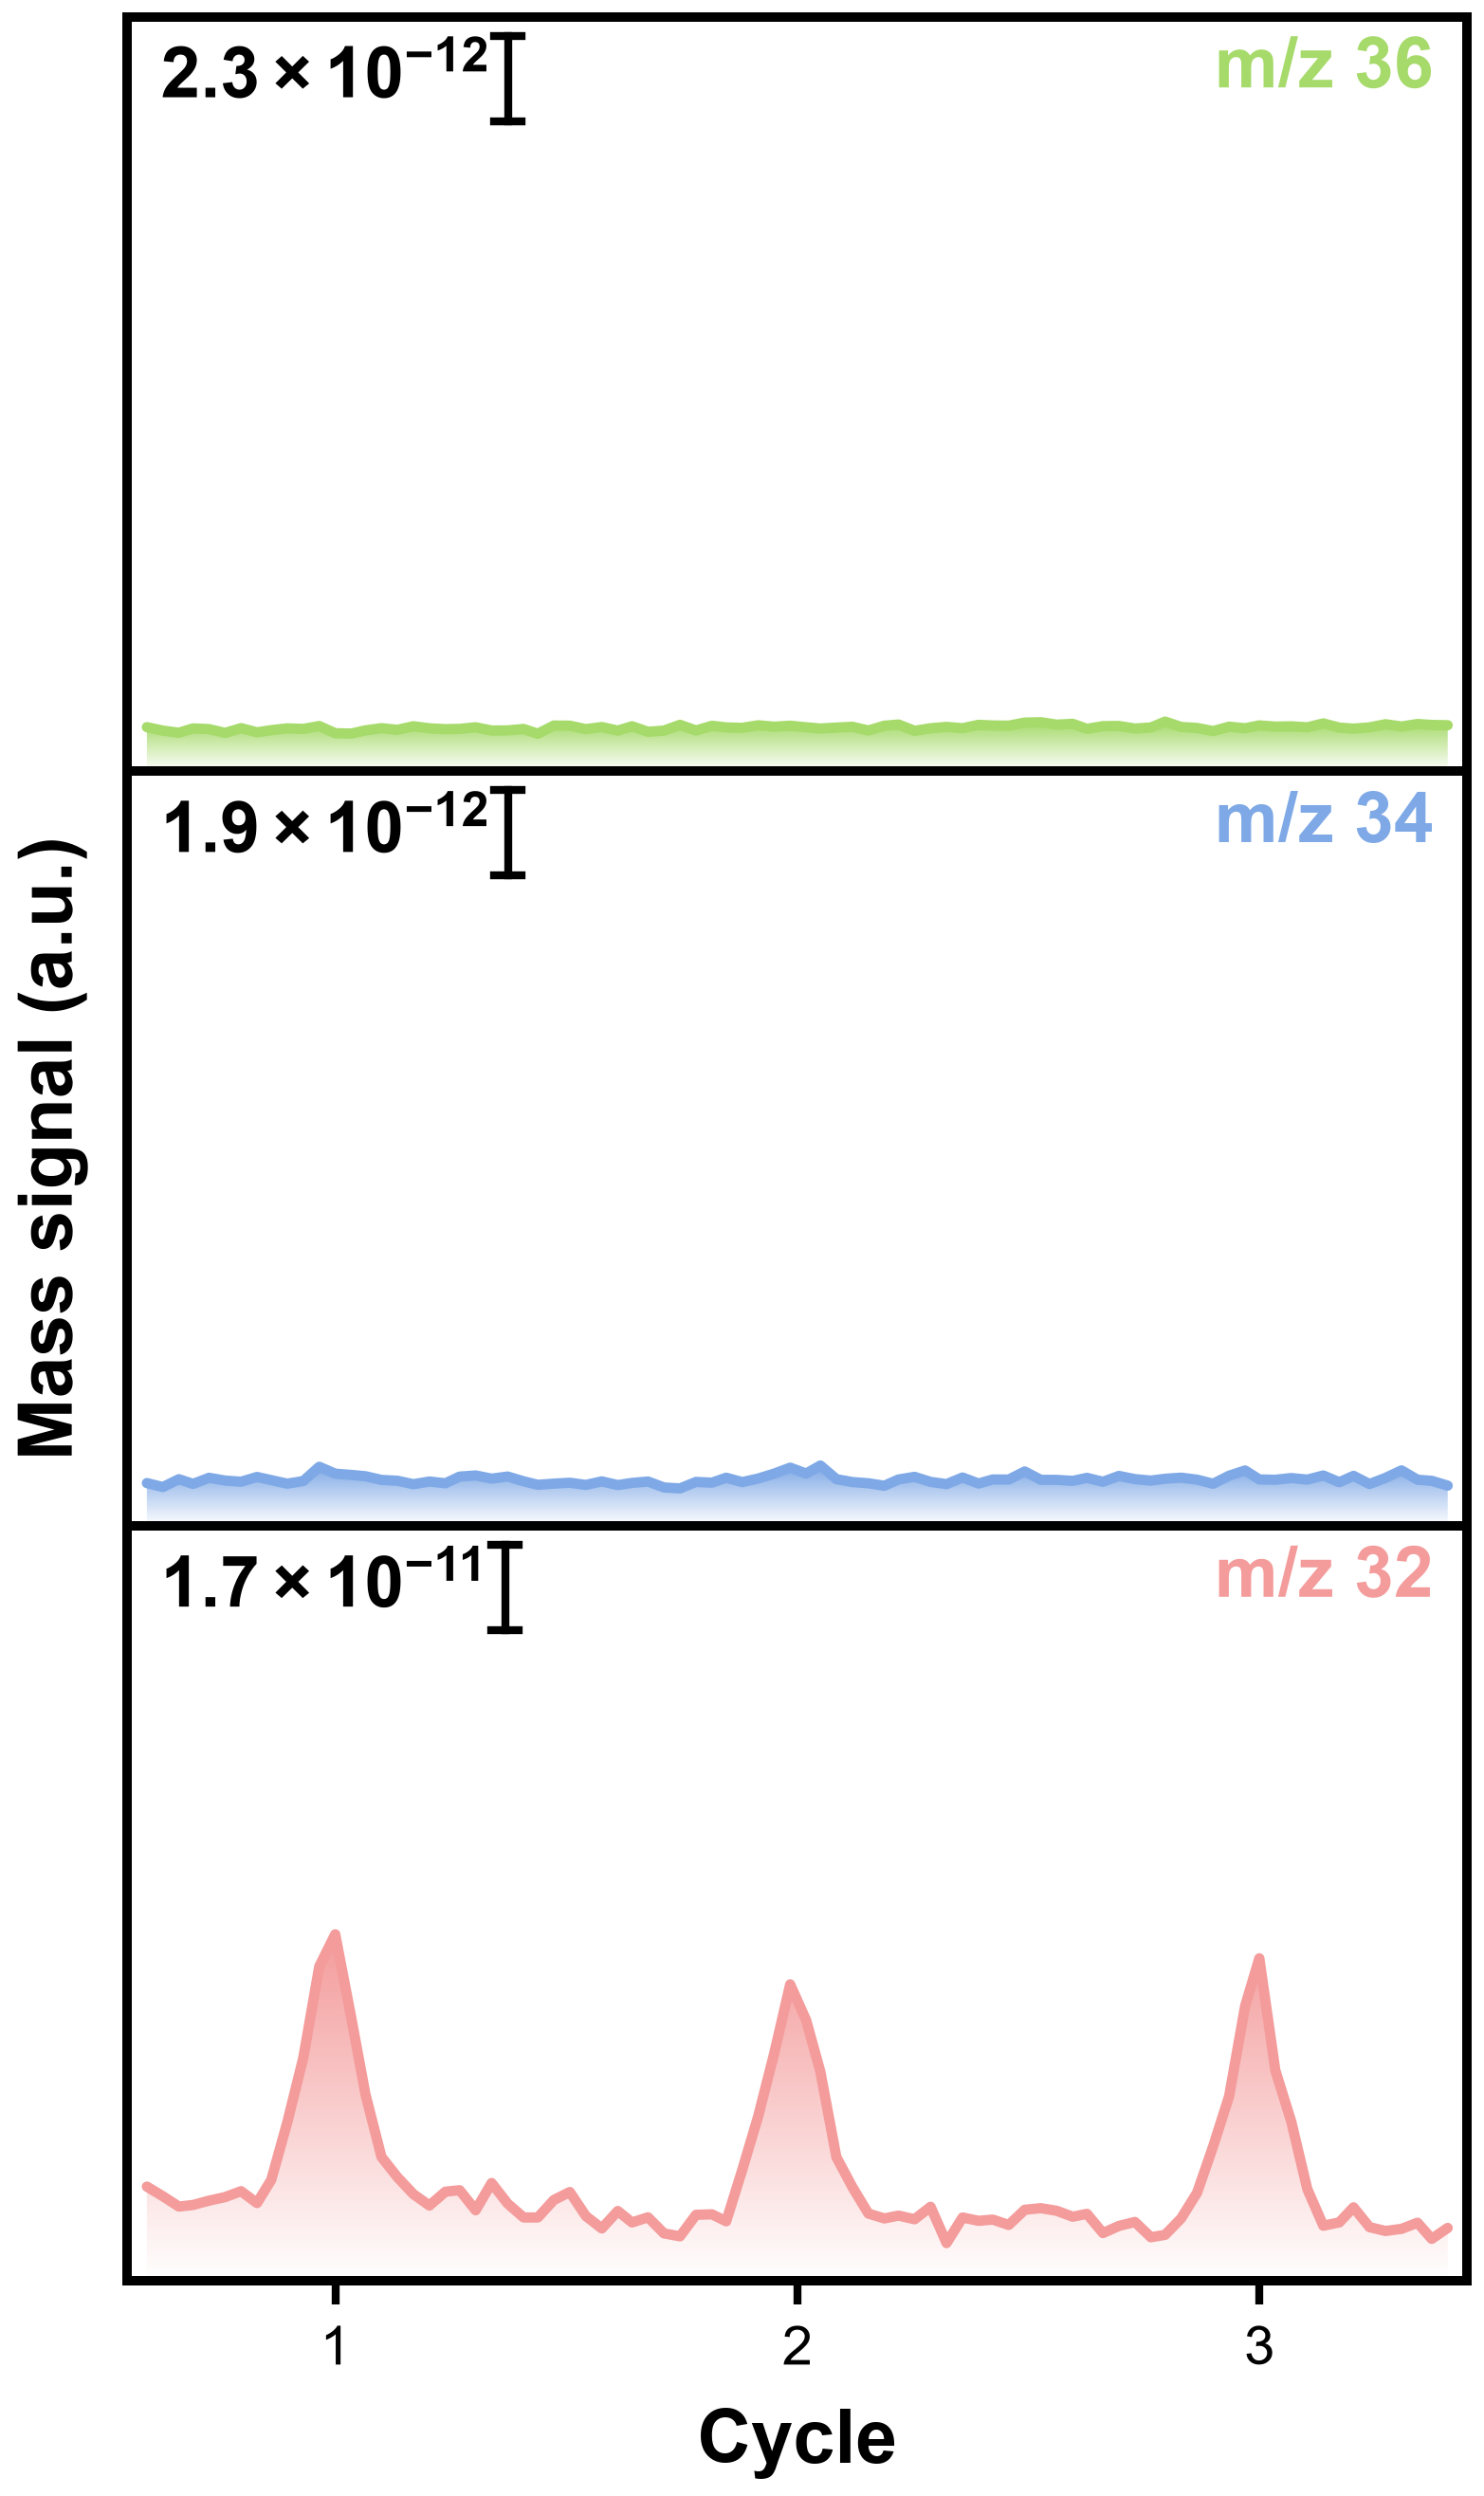 2.3 × 10⁻¹²
m/z 36
1.9 × 10⁻¹²
m/z 34
Mass signal (a.u.)
1.7 × 10⁻¹¹
m/z 32
1
2
3
Cycle